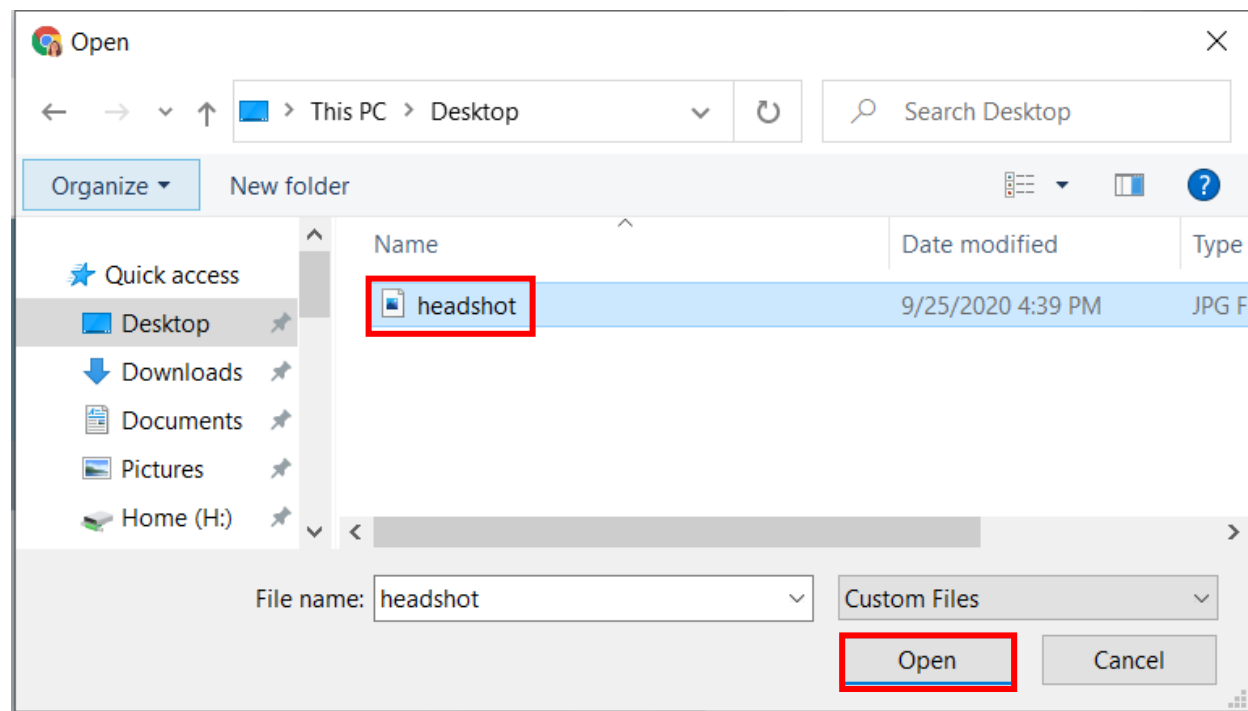 Open
This PC > Desktop
Search Desktop
Organize
New folder
Name
Date modified
Type
Quick access
Desktop
Downloads
Documents
Pictures
Home (H:)
headshot
9/25/2020 4:39 PM
JPG F
File name:
headshot
Custom Files
Open
Cancel